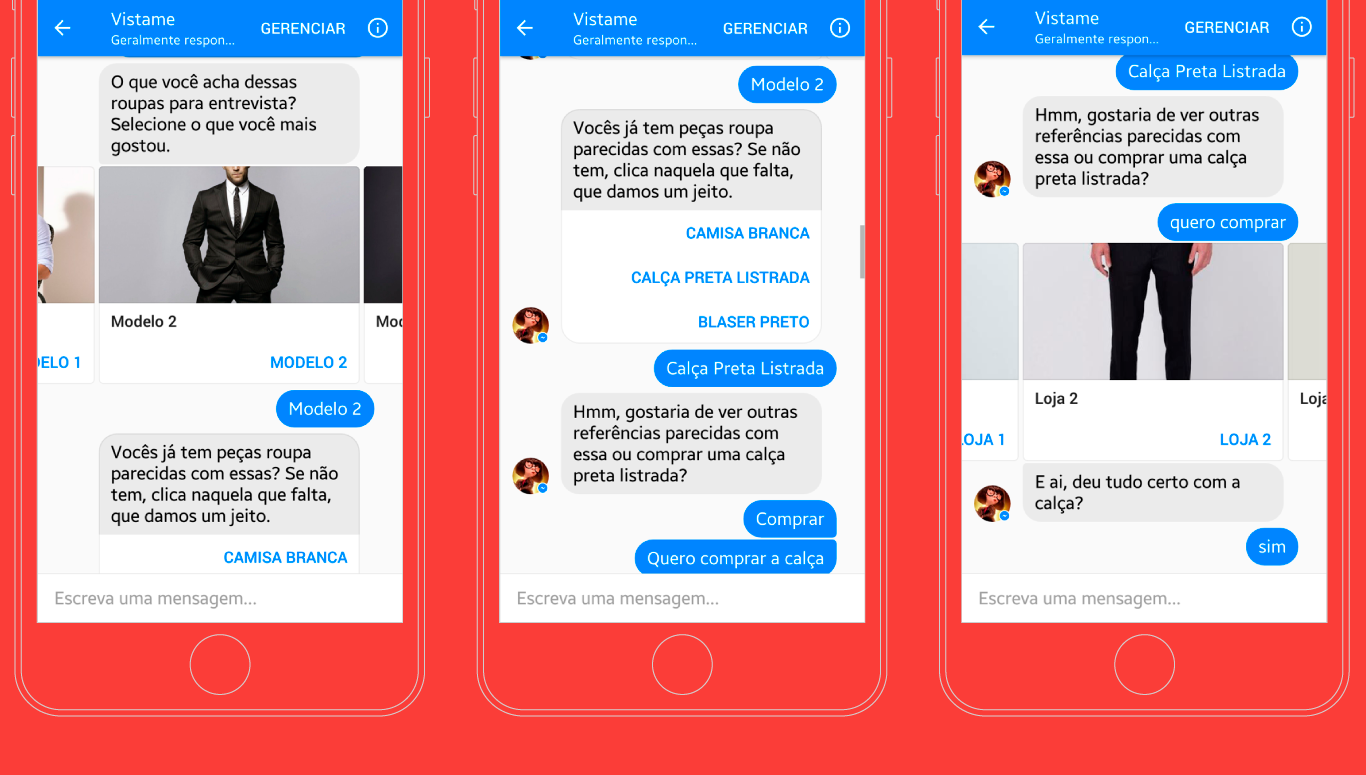 Vistame
Geralmente respon...
GERENCIAR
O que você acha dessas
roupas para entrevista?
Selecione o que você mais
gostou.
Modelo 2
MODELO 2
Modelo 2
Vocês já tem peças roupa
parecidas com essas? Se não
tem, clica naquela que falta,
que damos um jeito.
CAMISA BRANCA
Escreva uma mensagem...
Vistame
Geralmente respon...
GERENCIAR
Modelo 2
Vocês já tem peças roupa
parecidas com essas? Se não
tem, clica naquela que falta,
que damos um jeito.
CAMISA BRANCA
CALÇA PRETA LISTRADA
BLASER PRETO
Calça Preta Listrada
Hmm, gostaria de ver outras
referências parecidas com
essa ou comprar uma calça
preta listrada?
Comprar
Quero comprar a calça
Escreva uma mensagem...
Vistame
Geralmente respon...
GERENCIAR
Calça Preta Listrada
Hmm, gostaria de ver outras
referências parecidas com
essa ou comprar uma calça
preta listrada?
quero comprar
Loja 2
LOJA 2
E ai, deu tudo certo com a
calça?
sim
Escreva uma mensagem...